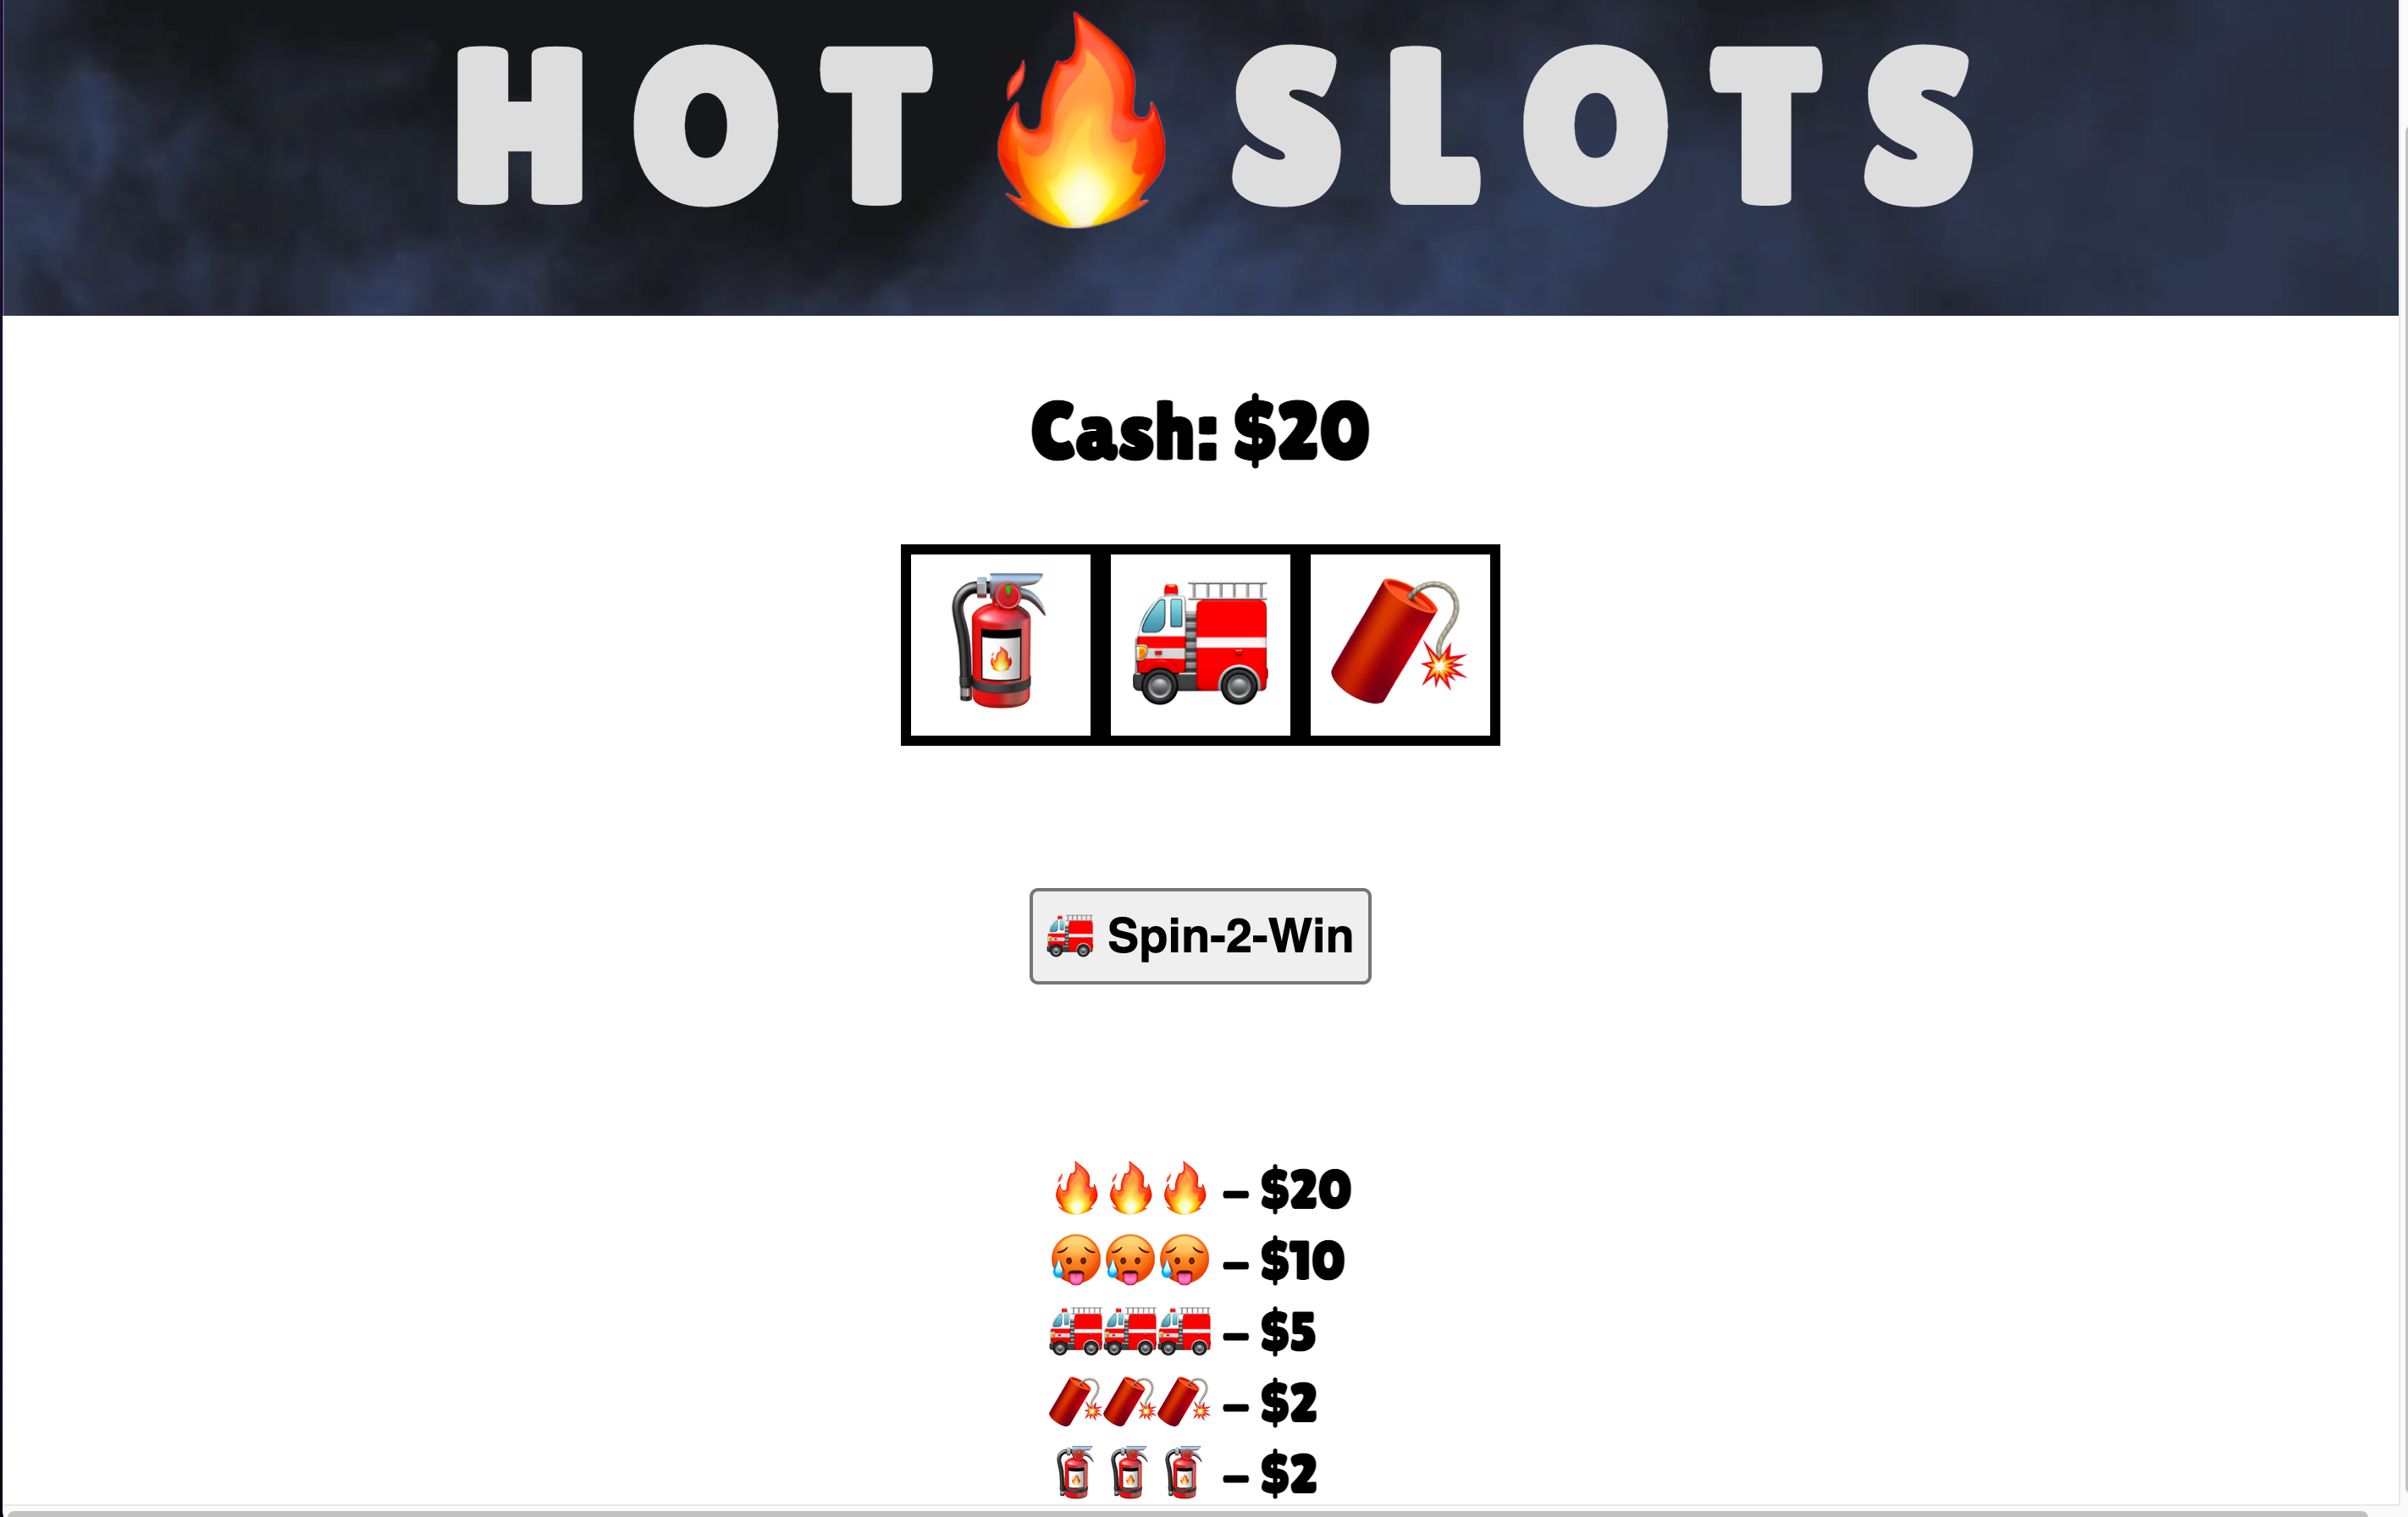 HOT🔥SLOTS
Cash: $20
🚒 Spin-2-Win
🔥🔥🔥 – $20
🥵🥵🥵 – $10
🚒🚒🚒 – $5
🧨🧨🧨 – $2
🧯🧯🧯 – $2